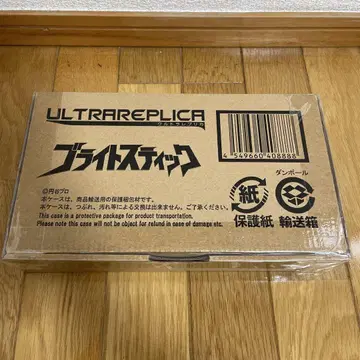 ULTRAREPLICA
ウルトラレプリカ
ブライトスティック
4 549660 408888
©円谷プロ
本ケースは、商品輸送用の保護梱包材です。
本ケースは、つぶれ、汚れ等による交換は出来ません。ご了承ください。
This case is a protective package for product transportation.
Please note this case will not be object for refund in case of damage etc.
紙
保護紙
ダンボール
輸送箱